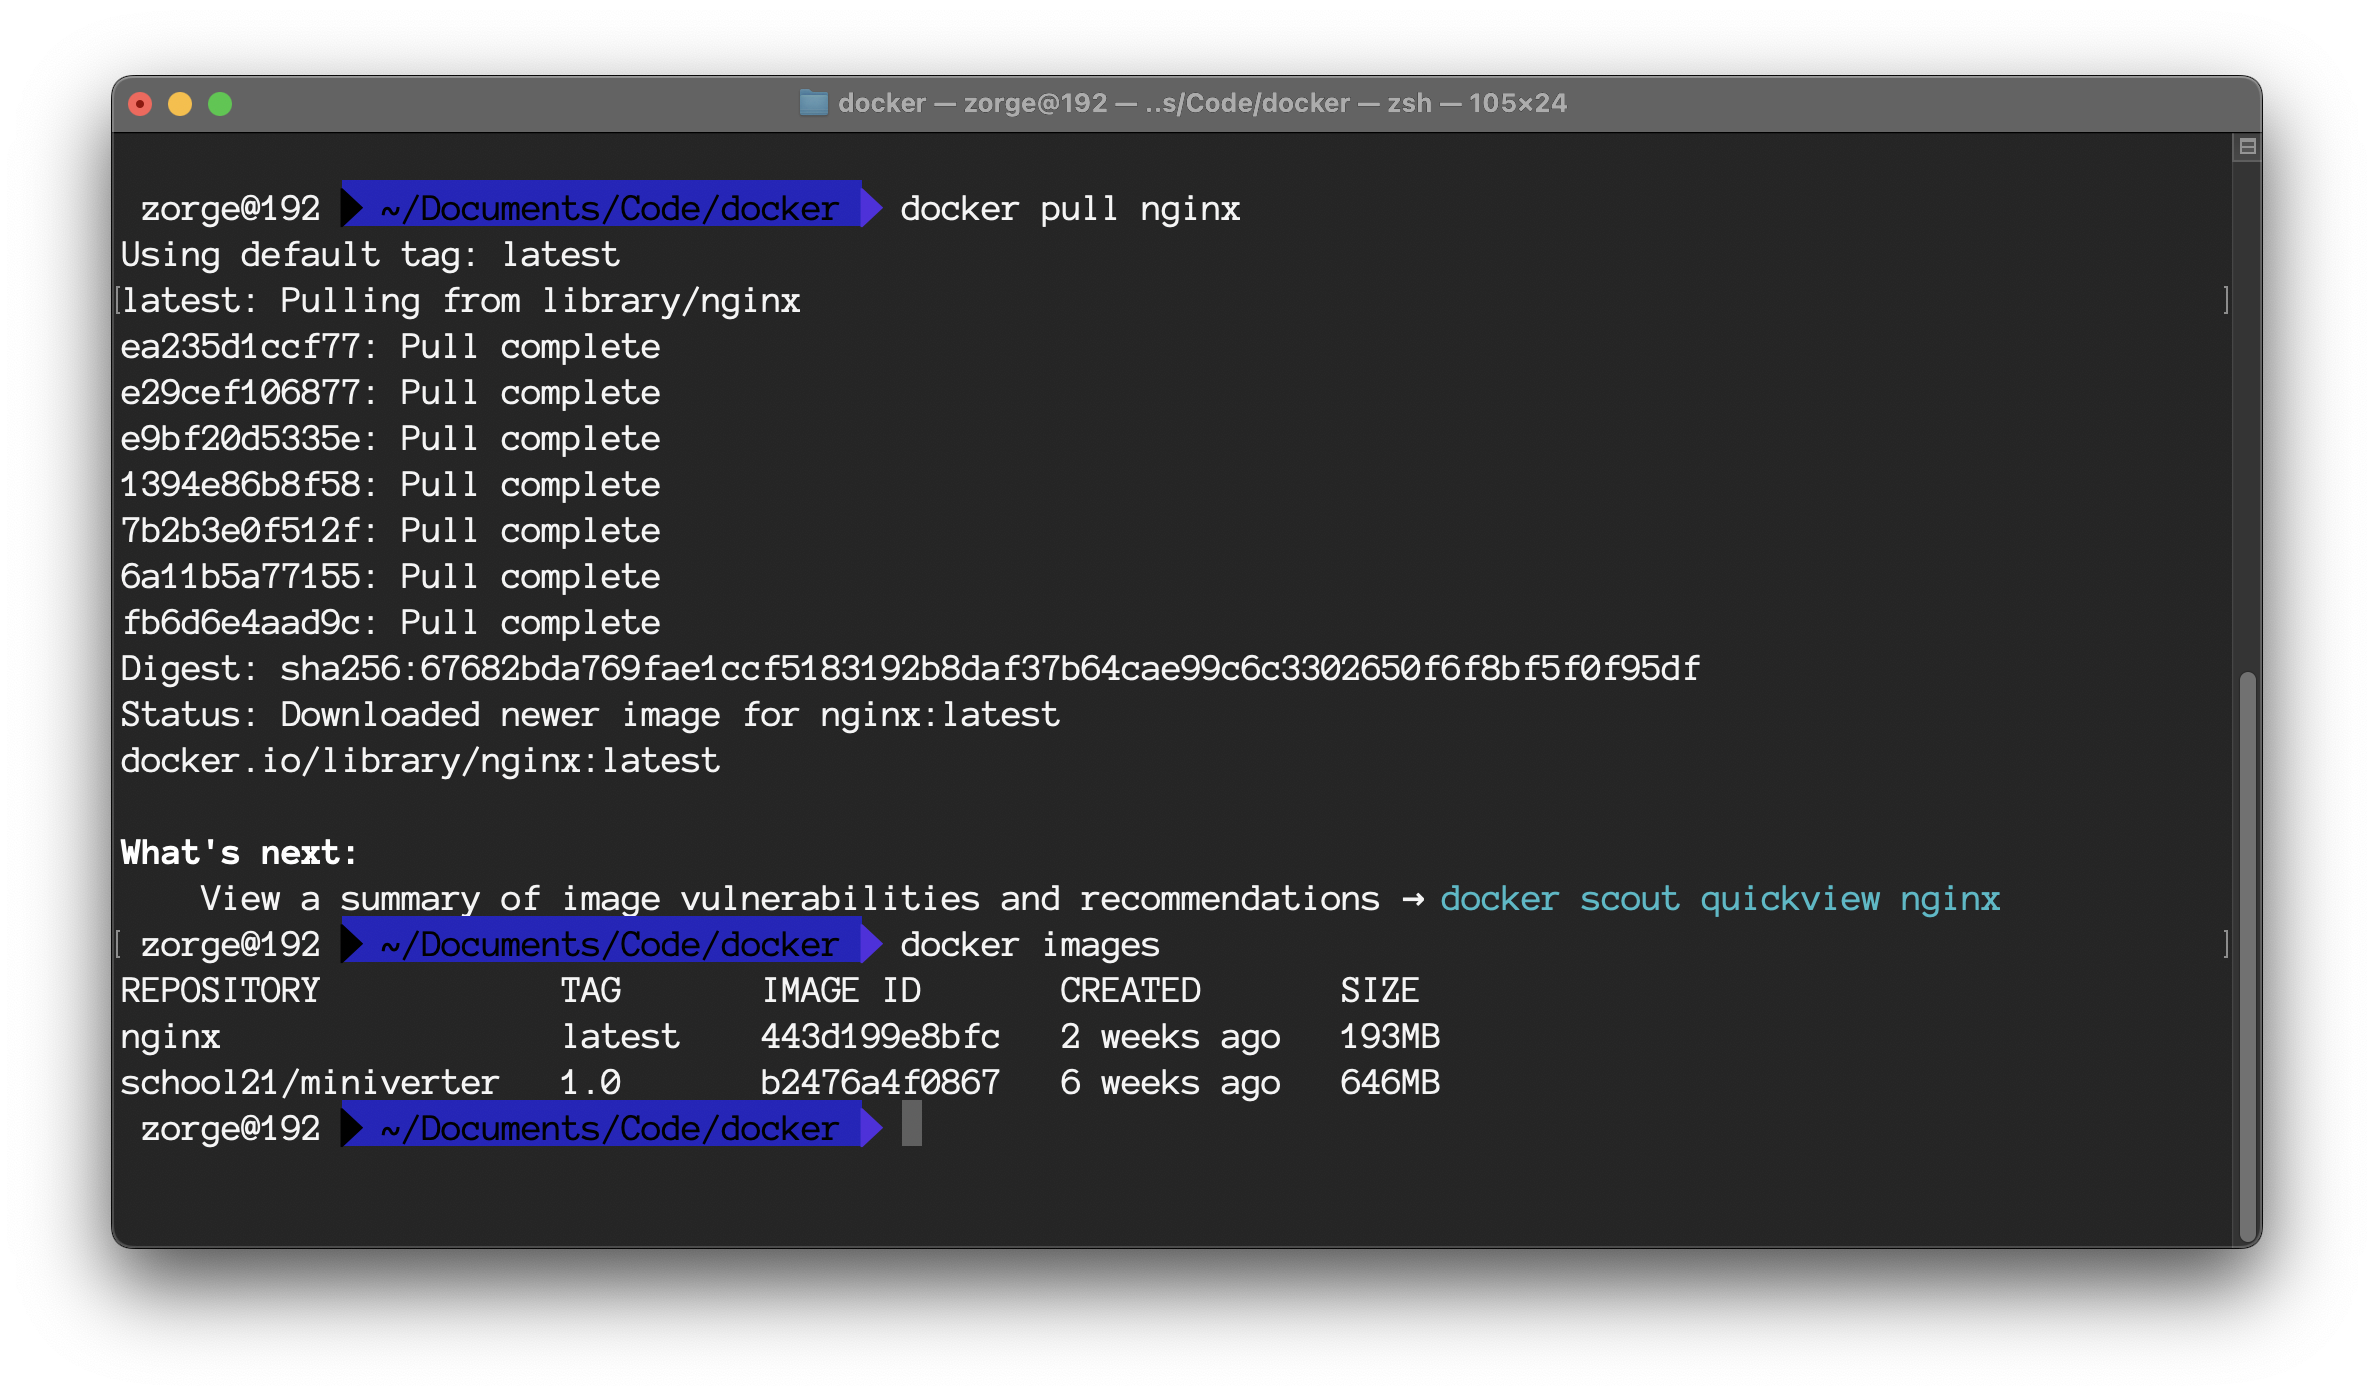 docker — zorge@192 — ..s/Code/docker — zsh — 105×24
zorge@192 ~/Documents/Code/docker docker pull nginx
Using default tag: latest
[latest: Pulling from library/nginx ]
ea235d1ccf77: Pull complete
e29cef106877: Pull complete
e9bf20d5335e: Pull complete
1394e86b8f58: Pull complete
7b2b3e0f512f: Pull complete
6a11b5a77155: Pull complete
fb6d6e4aad9c: Pull complete
Digest: sha256:67682bda769fae1ccf5183192b8daf37b64cae99c6c3302650f6f8bf5f0f95df
Status: Downloaded newer image for nginx:latest
docker.io/library/nginx:latest
What's next:
View a summary of image vulnerabilities and recommendations → docker scout quickview nginx
[ zorge@192 ~/Documents/Code/docker docker images ]
REPOSITORY TAG IMAGE ID CREATED SIZE
nginx latest 443d199e8bfc 2 weeks ago 193MB
school21/miniverter 1.0 b2476a4f0867 6 weeks ago 646MB
zorge@192 ~/Documents/Code/docker